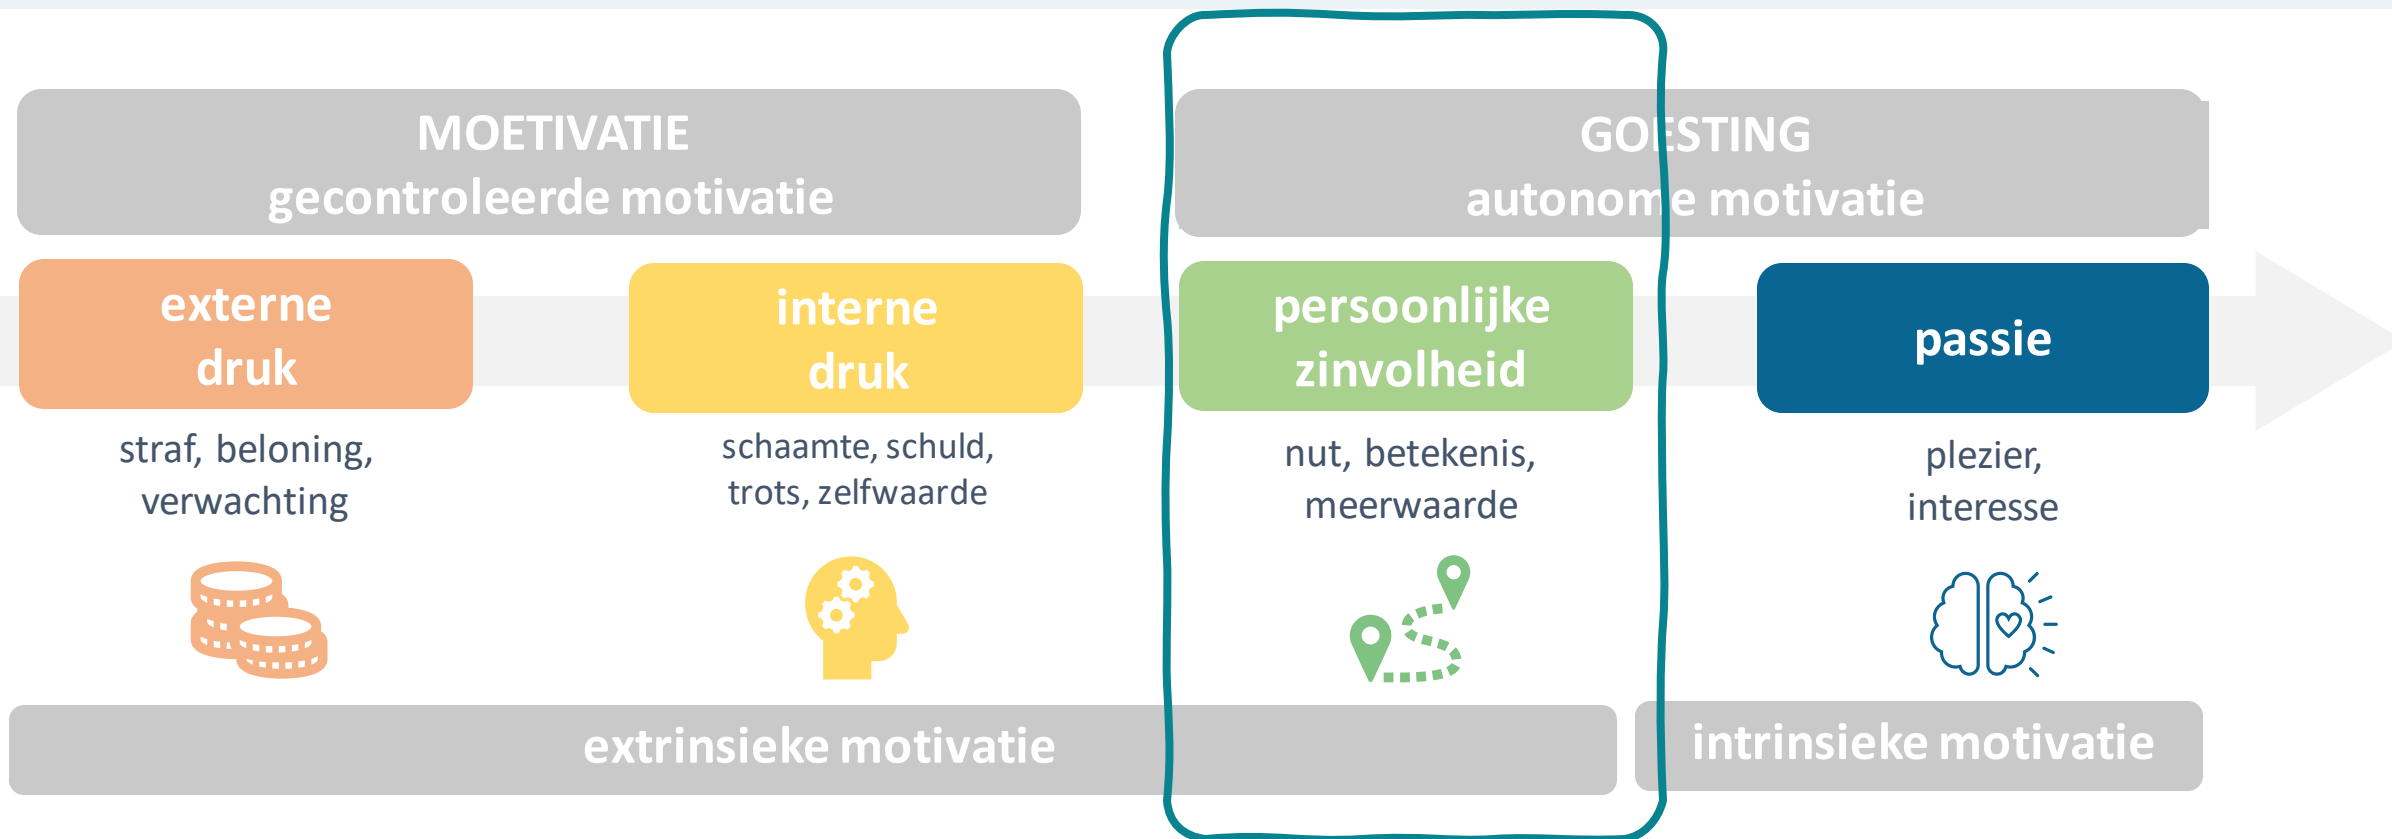 MOETIVATIE
gecontroleerde motivatie
GOESTING
autonome motivatie
externe
druk
interne
druk
persoonlijke
zinvolheid
passie
straf, beloning,
verwachting
schaamte, schuld,
trots, zelfwaarde
nut, betekenis,
meerwaarde
plezier,
interesse
extrinsieke motivatie
intrinsieke motivatie